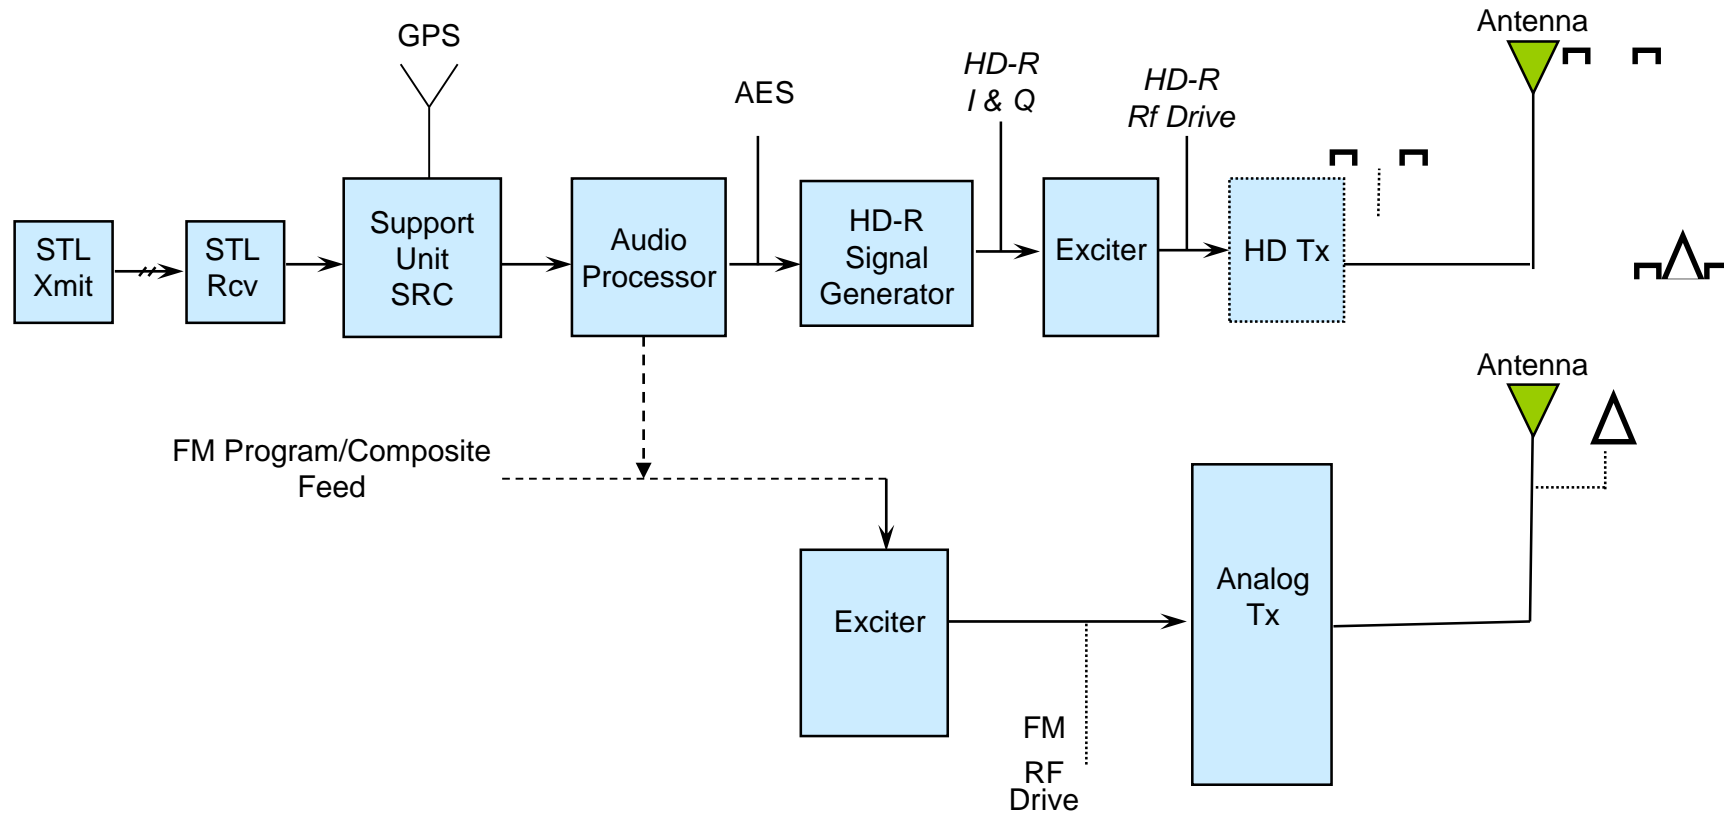 Antenna
GPS
HD-R
I & Q
HD-R
Rf Drive
AES
STL
Xmit
STL
Rcv
Support
Unit
SRC
Audio
Processor
HD-R
Signal
Generator
Exciter
HD Tx
Antenna
FM Program/Composite
Feed
Exciter
Analog
Tx
FM
RF
Drive